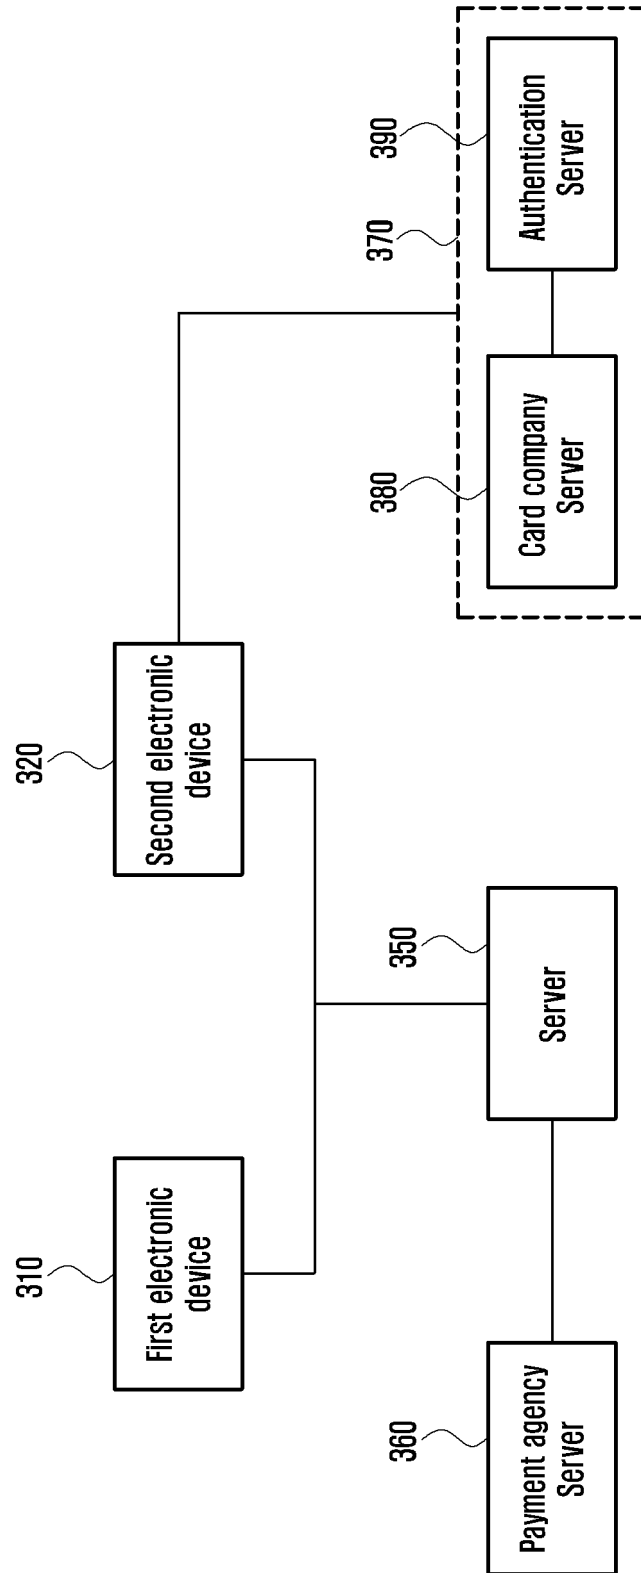 310
First electronic
device
320
Second electronic
device
360
Payment agency
Server
350
Server
370
380
Card company
Server
390
Authentication
Server